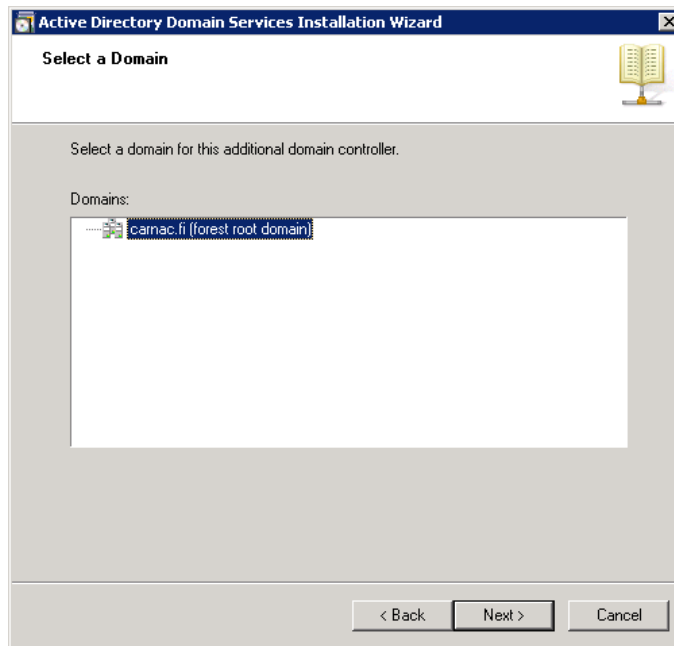 Active Directory Domain Services Installation Wizard
Select a Domain
Select a domain for this additional domain controller.
Domains:
carnac.fi (forest root domain)
< Back Next > Cancel